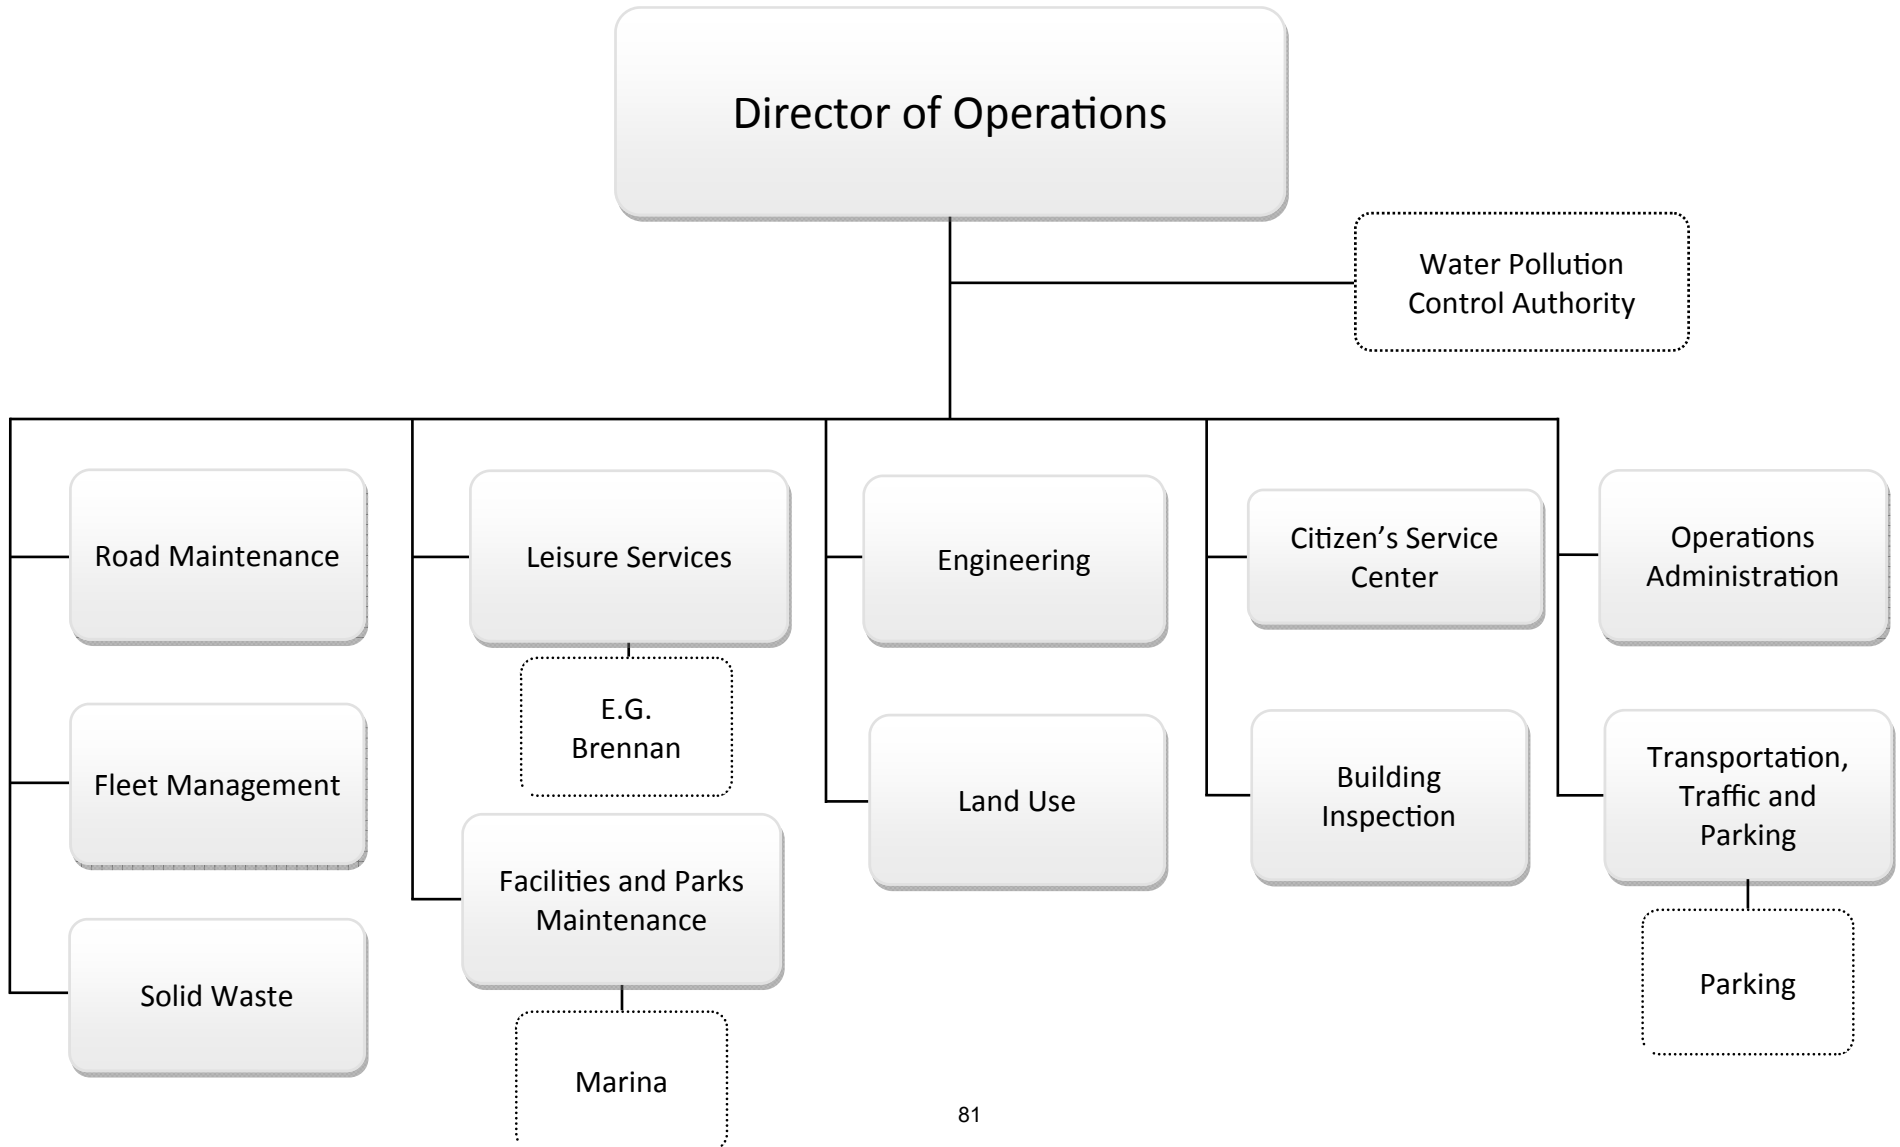 Director of Operations
Water Pollution
Control Authority
Road Maintenance
Leisure Services
Engineering
Citizen’s Service
Center
Operations
Administration
E.G.
Brennan
Fleet Management
Land Use
Building
Inspection
Transportation,
Traffic and
Parking
Facilities and Parks
Maintenance
Solid Waste
Parking
Marina
81